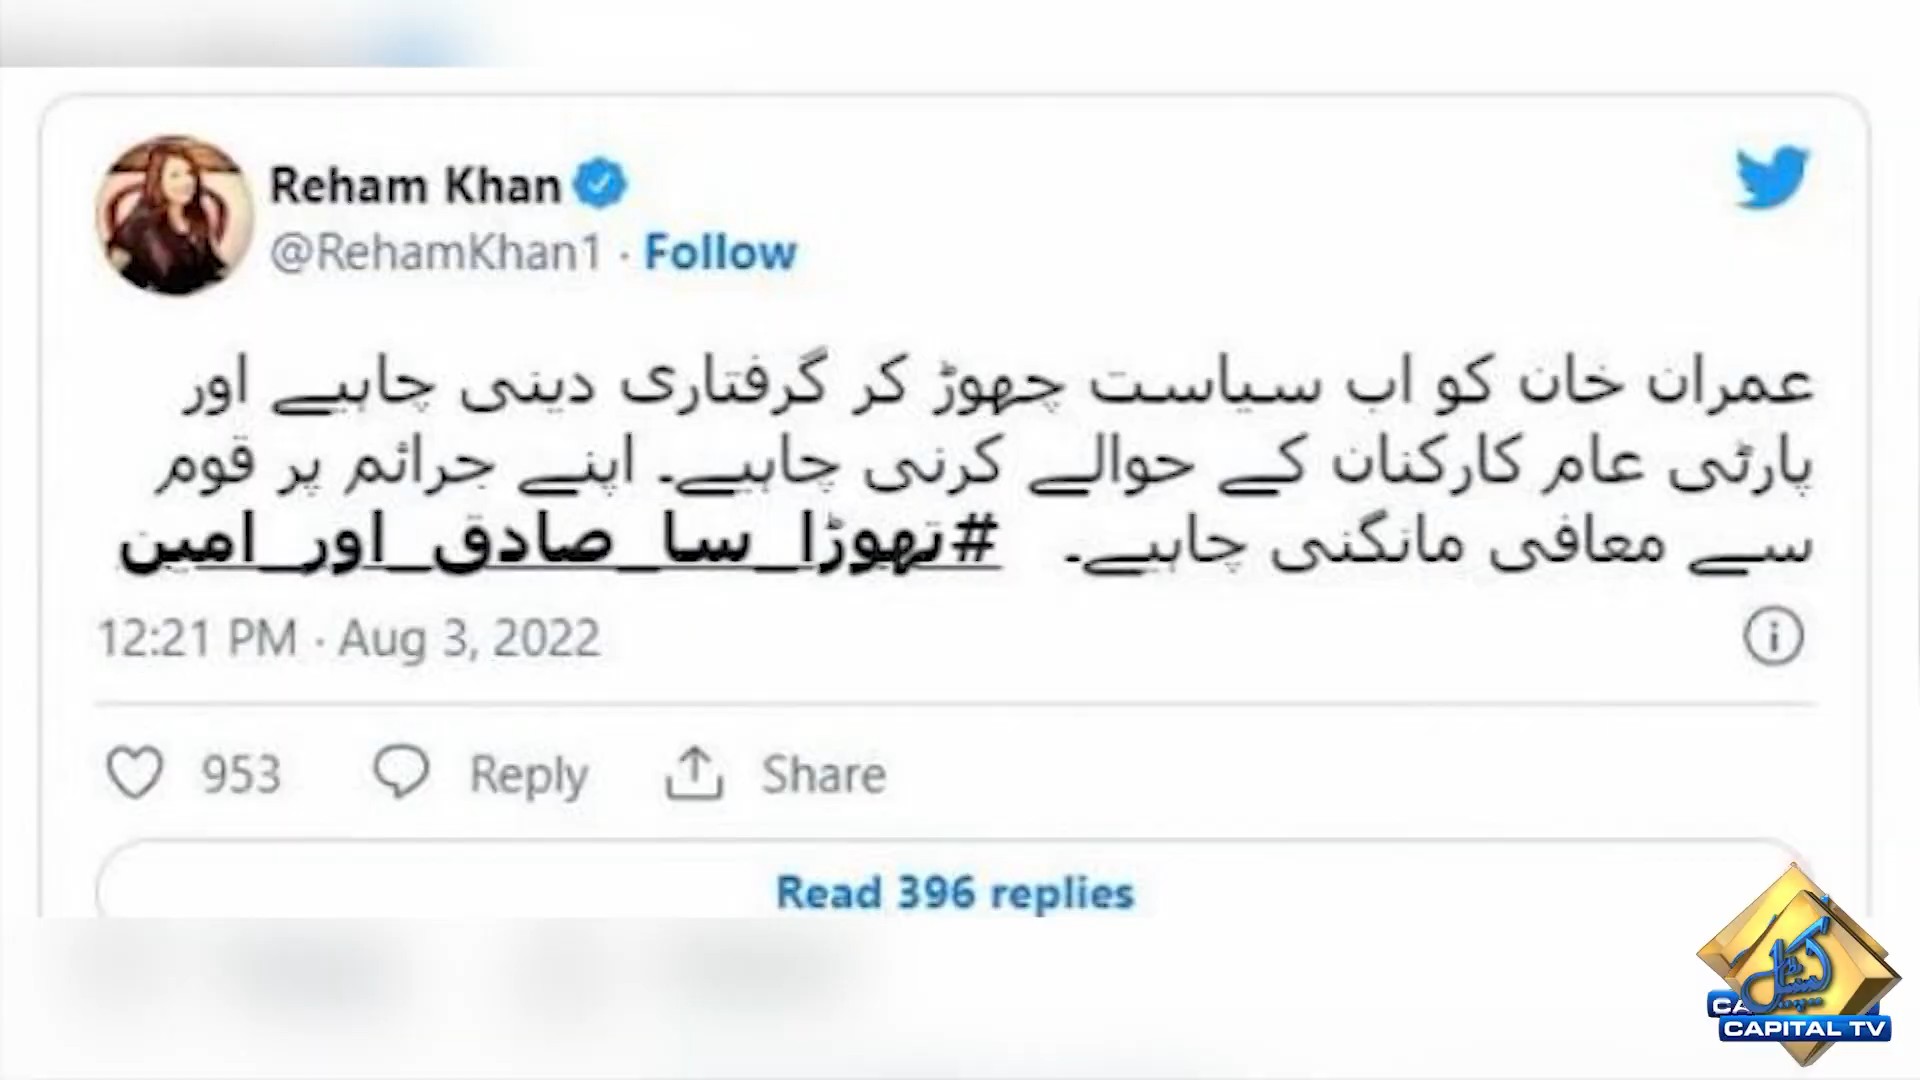 Reham Khan
@RehamKhan1 · Follow
عمران خان کو اب سیاست چھوڑ کر گرفتاری دینی چاہیے اور
پارٹی عام کارکنان کے حوالے کرنی چاہیے۔ اپنے جرائم پر قوم
سے معافی مانگنی چاہیے۔ #تھوڑا_سا_صادق_اور_امین
12:21 PM · Aug 3, 2022
953 Reply Share
Read 396 replies
کیپیٹل
CAPITAL TV